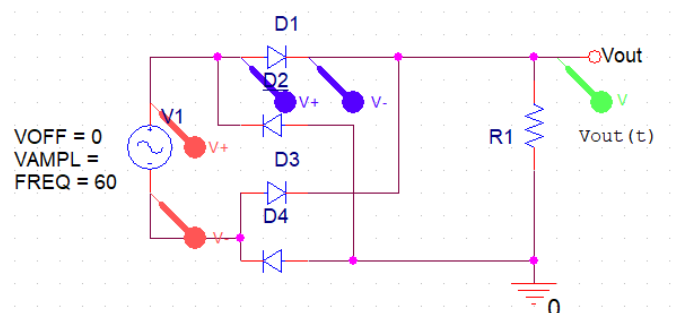 D1
Vout
D2
V+
V-
V
V1
V+
R1
Vout(t)
VOFF = 0
VAMPL =
FREQ = 60
D3
D4
V-
0